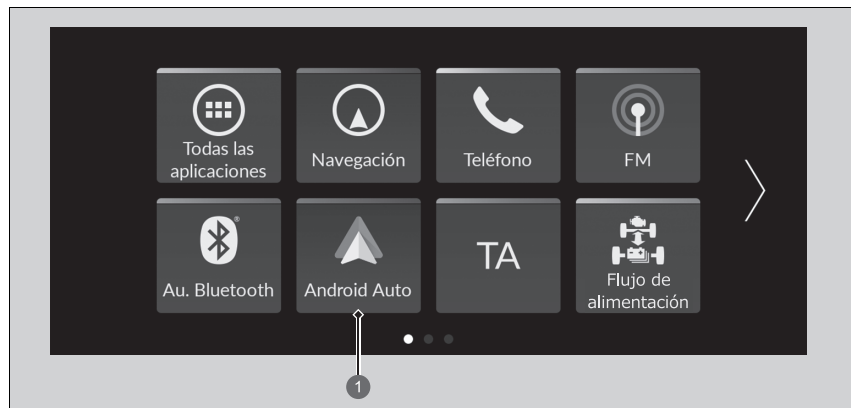 Todas las
aplicaciones
Navegación
Teléfono
FM
Au. Bluetooth
Android Auto
TA
Flujo de
alimentación
1